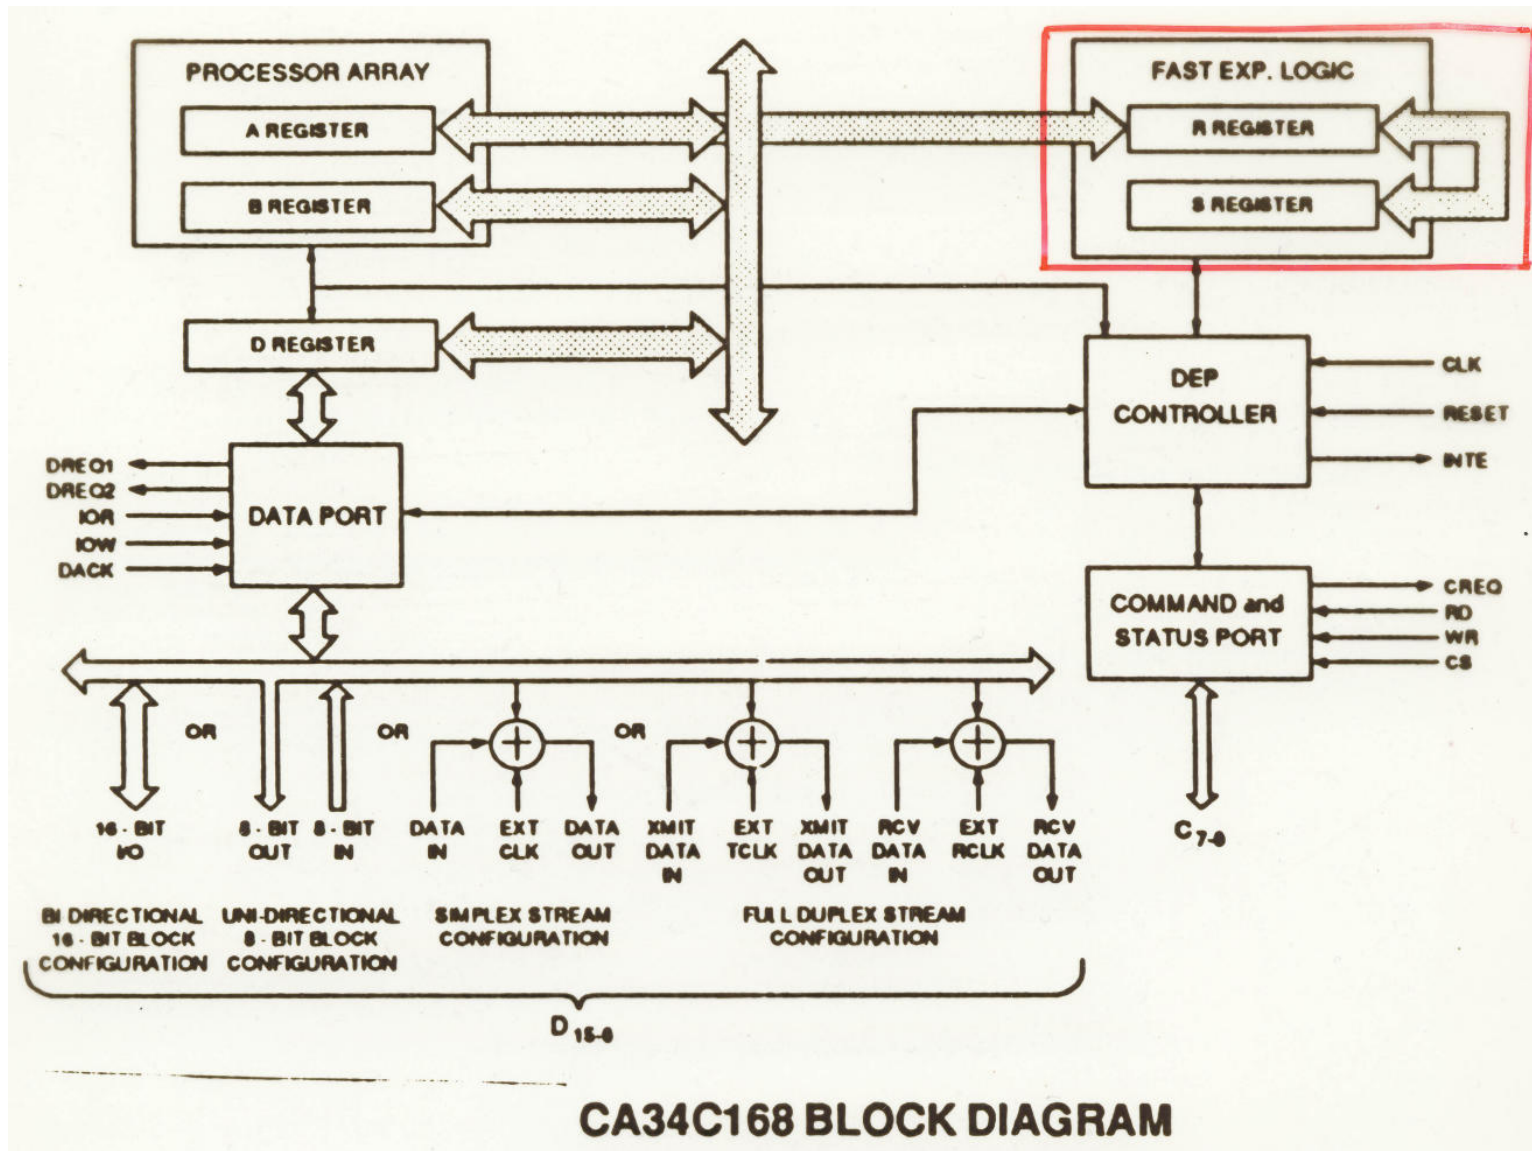 PROCESSOR ARRAY
A REGISTER
B REGISTER
D REGISTER
FAST EXP. LOGIC
R REGISTER
S REGISTER
DEP
CONTROLLER
CLK
RESET
INTE
DREQ1
DREQ2
IOR
IOW
DACK
DATA PORT
COMMAND and
STATUS PORT
CREQ
RD
WR
CS
C7-0
OR
OR
OR
16 - BIT
I/O
8 - BIT
OUT
8 - BIT
IN
DATA
IN
EXT
CLK
DATA
OUT
XMIT
DATA
IN
EXT
TCLK
XMIT
DATA
OUT
RCV
DATA
IN
EXT
RCLK
RCV
DATA
OUT
BI DIRECTIONAL
16 - BIT BLOCK
CONFIGURATION
UNI-DIRECTIONAL
8 - BIT BLOCK
CONFIGURATION
SIMPLEX STREAM
CONFIGURATION
FULL DUPLEX STREAM
CONFIGURATION
D15-0
CA34C168 BLOCK DIAGRAM